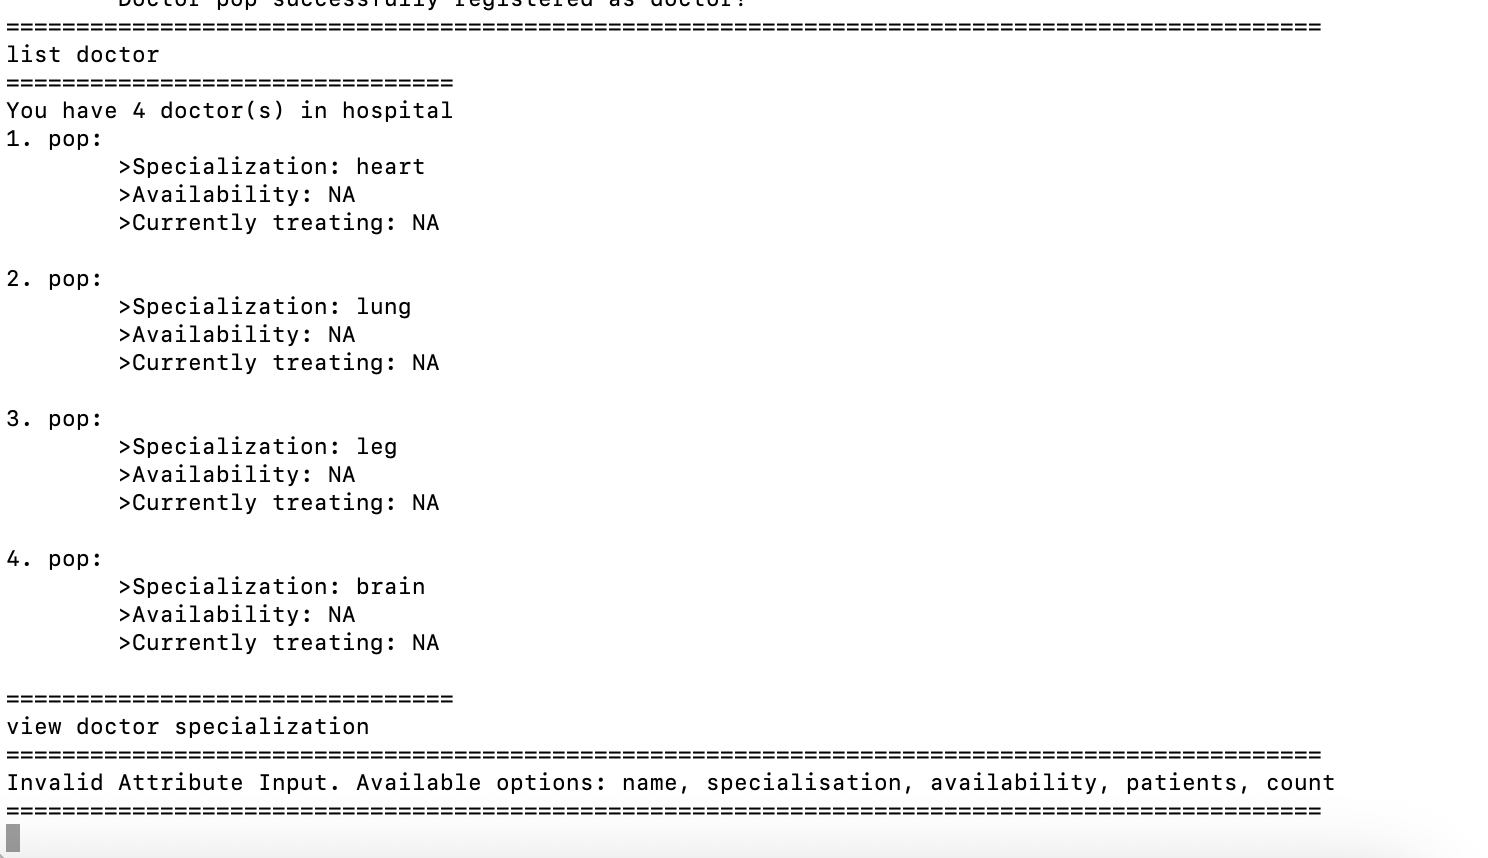 Doctor pop successfully registered as doctor!
==============================================================================================
list doctor
================================
You have 4 doctor(s) in hospital
1. pop:
>Specialization: heart
>Availability: NA
>Currently treating: NA
2. pop:
>Specialization: lung
>Availability: NA
>Currently treating: NA
3. pop:
>Specialization: leg
>Availability: NA
>Currently treating: NA
4. pop:
>Specialization: brain
>Availability: NA
>Currently treating: NA
================================
view doctor specialization
==============================================================================================
Invalid Attribute Input. Available options: name, specialisation, availability, patients, count
==============================================================================================